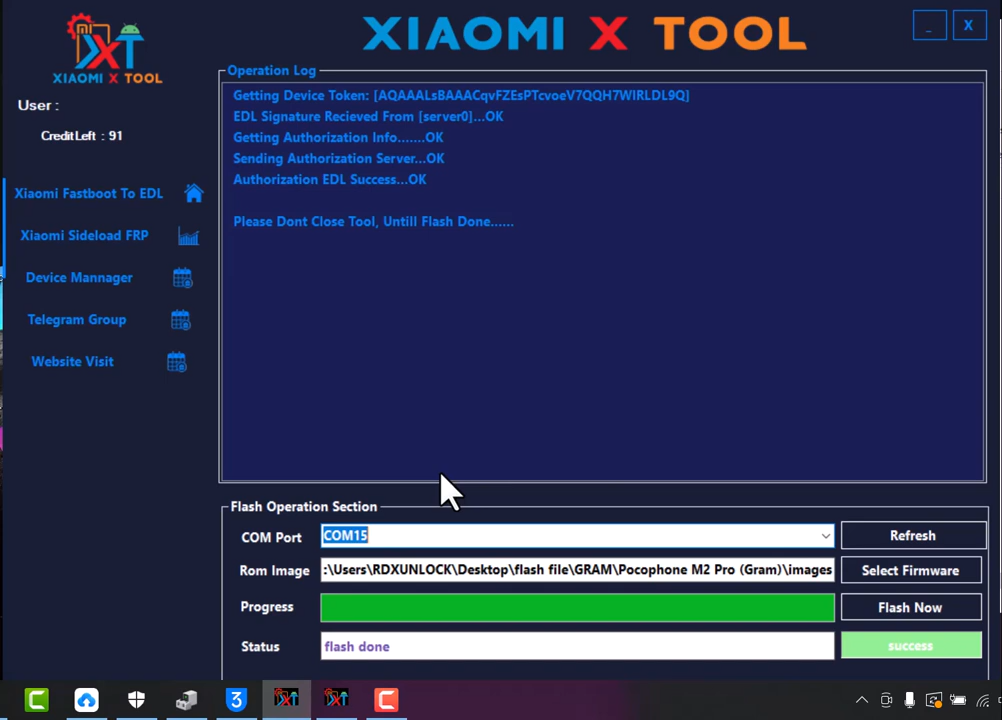 XIAOMI X TOOL
_
X
XIAOMI X TOOL
User :
CreditLeft : 91
Xiaomi Fastboot To EDL
Xiaomi Sideload FRP
Device Mannager
Telegram Group
Website Visit
Operation Log
Getting Device Token: [AQAAALsBAAACqvFZEsPTcvoeV7QQH7WIRLDL9Q]
EDL Signature Recieved From [server0]...OK
Getting Authorization Info.......OK
Sending Authorization Server...OK
Authorization EDL Success...OK
Please Dont Close Tool, Untill Flash Done......
Flash Operation Section
COM Port
COM15
Refresh
Rom Image
:\Users\RDXUNLOCK\Desktop\flash file\GRAM\Pocophone M2 Pro (Gram)\images
Select Firmware
Progress
Flash Now
Status
flash done
success